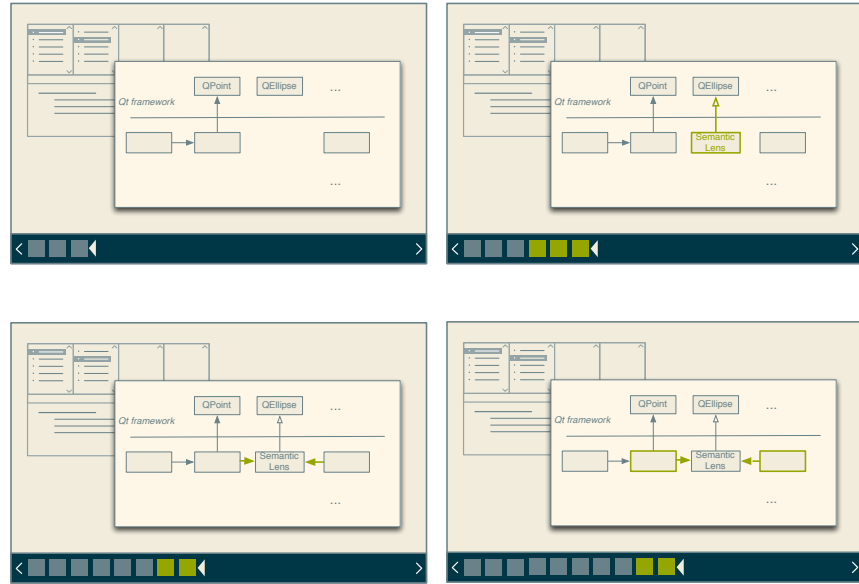 QPoint QEllipse ...
Qt framework
...
QPoint QEllipse ...
Qt framework
Semantic
Lens
...
QPoint QEllipse ...
Qt framework
Semantic
Lens
...
QPoint QEllipse ...
Qt framework
Semantic
Lens
...